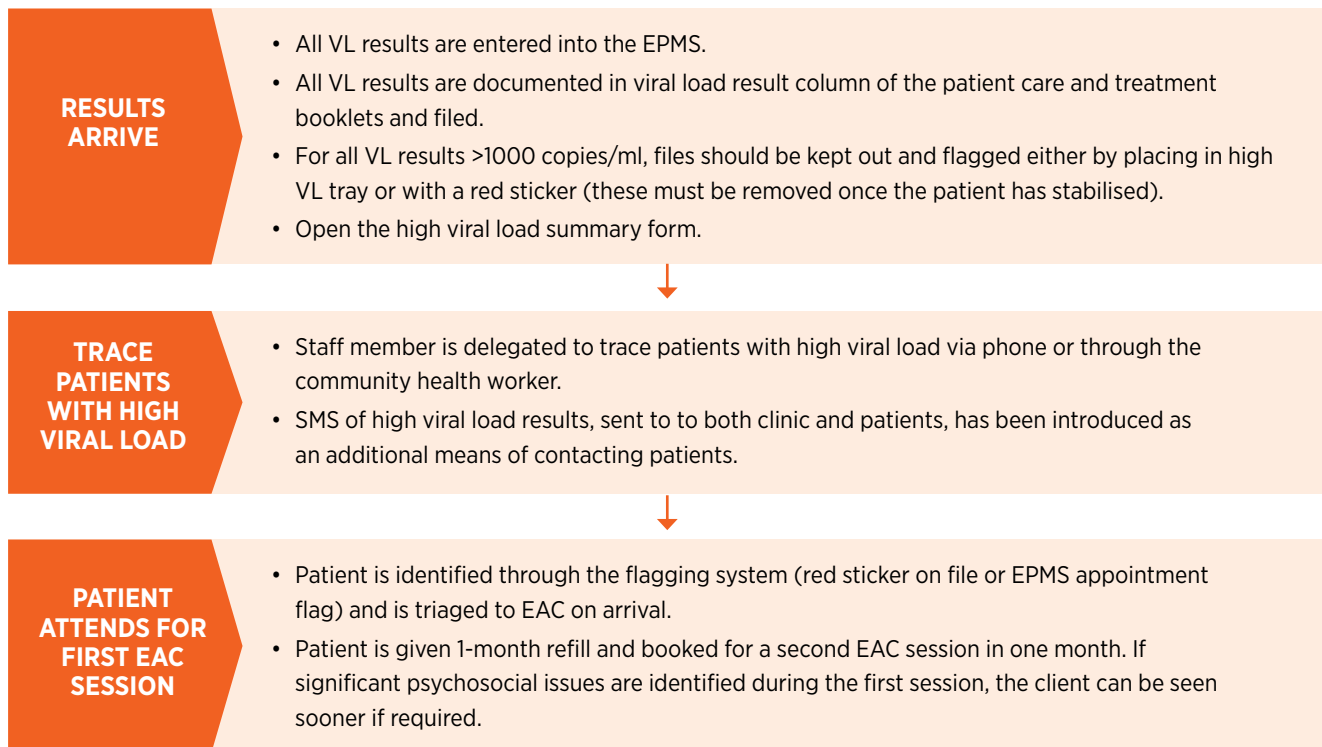 RESULTS
ARRIVE
• All VL results are entered into the EPMS.
• All VL results are documented in viral load result column of the patient care and treatment
booklets and filed.
• For all VL results >1000 copies/ml, files should be kept out and flagged either by placing in high
VL tray or with a red sticker (these must be removed once the patient has stabilised).
• Open the high viral load summary form.
TRACE
PATIENTS
WITH HIGH
VIRAL LOAD
• Staff member is delegated to trace patients with high viral load via phone or through the
community health worker.
• SMS of high viral load results, sent to to both clinic and patients, has been introduced as
an additional means of contacting patients.
PATIENT
ATTENDS FOR
FIRST EAC
SESSION
• Patient is identified through the flagging system (red sticker on file or EPMS appointment
flag) and is triaged to EAC on arrival.
• Patient is given 1-month refill and booked for a second EAC session in one month. If
significant psychosocial issues are identified during the first session, the client can be seen
sooner if required.